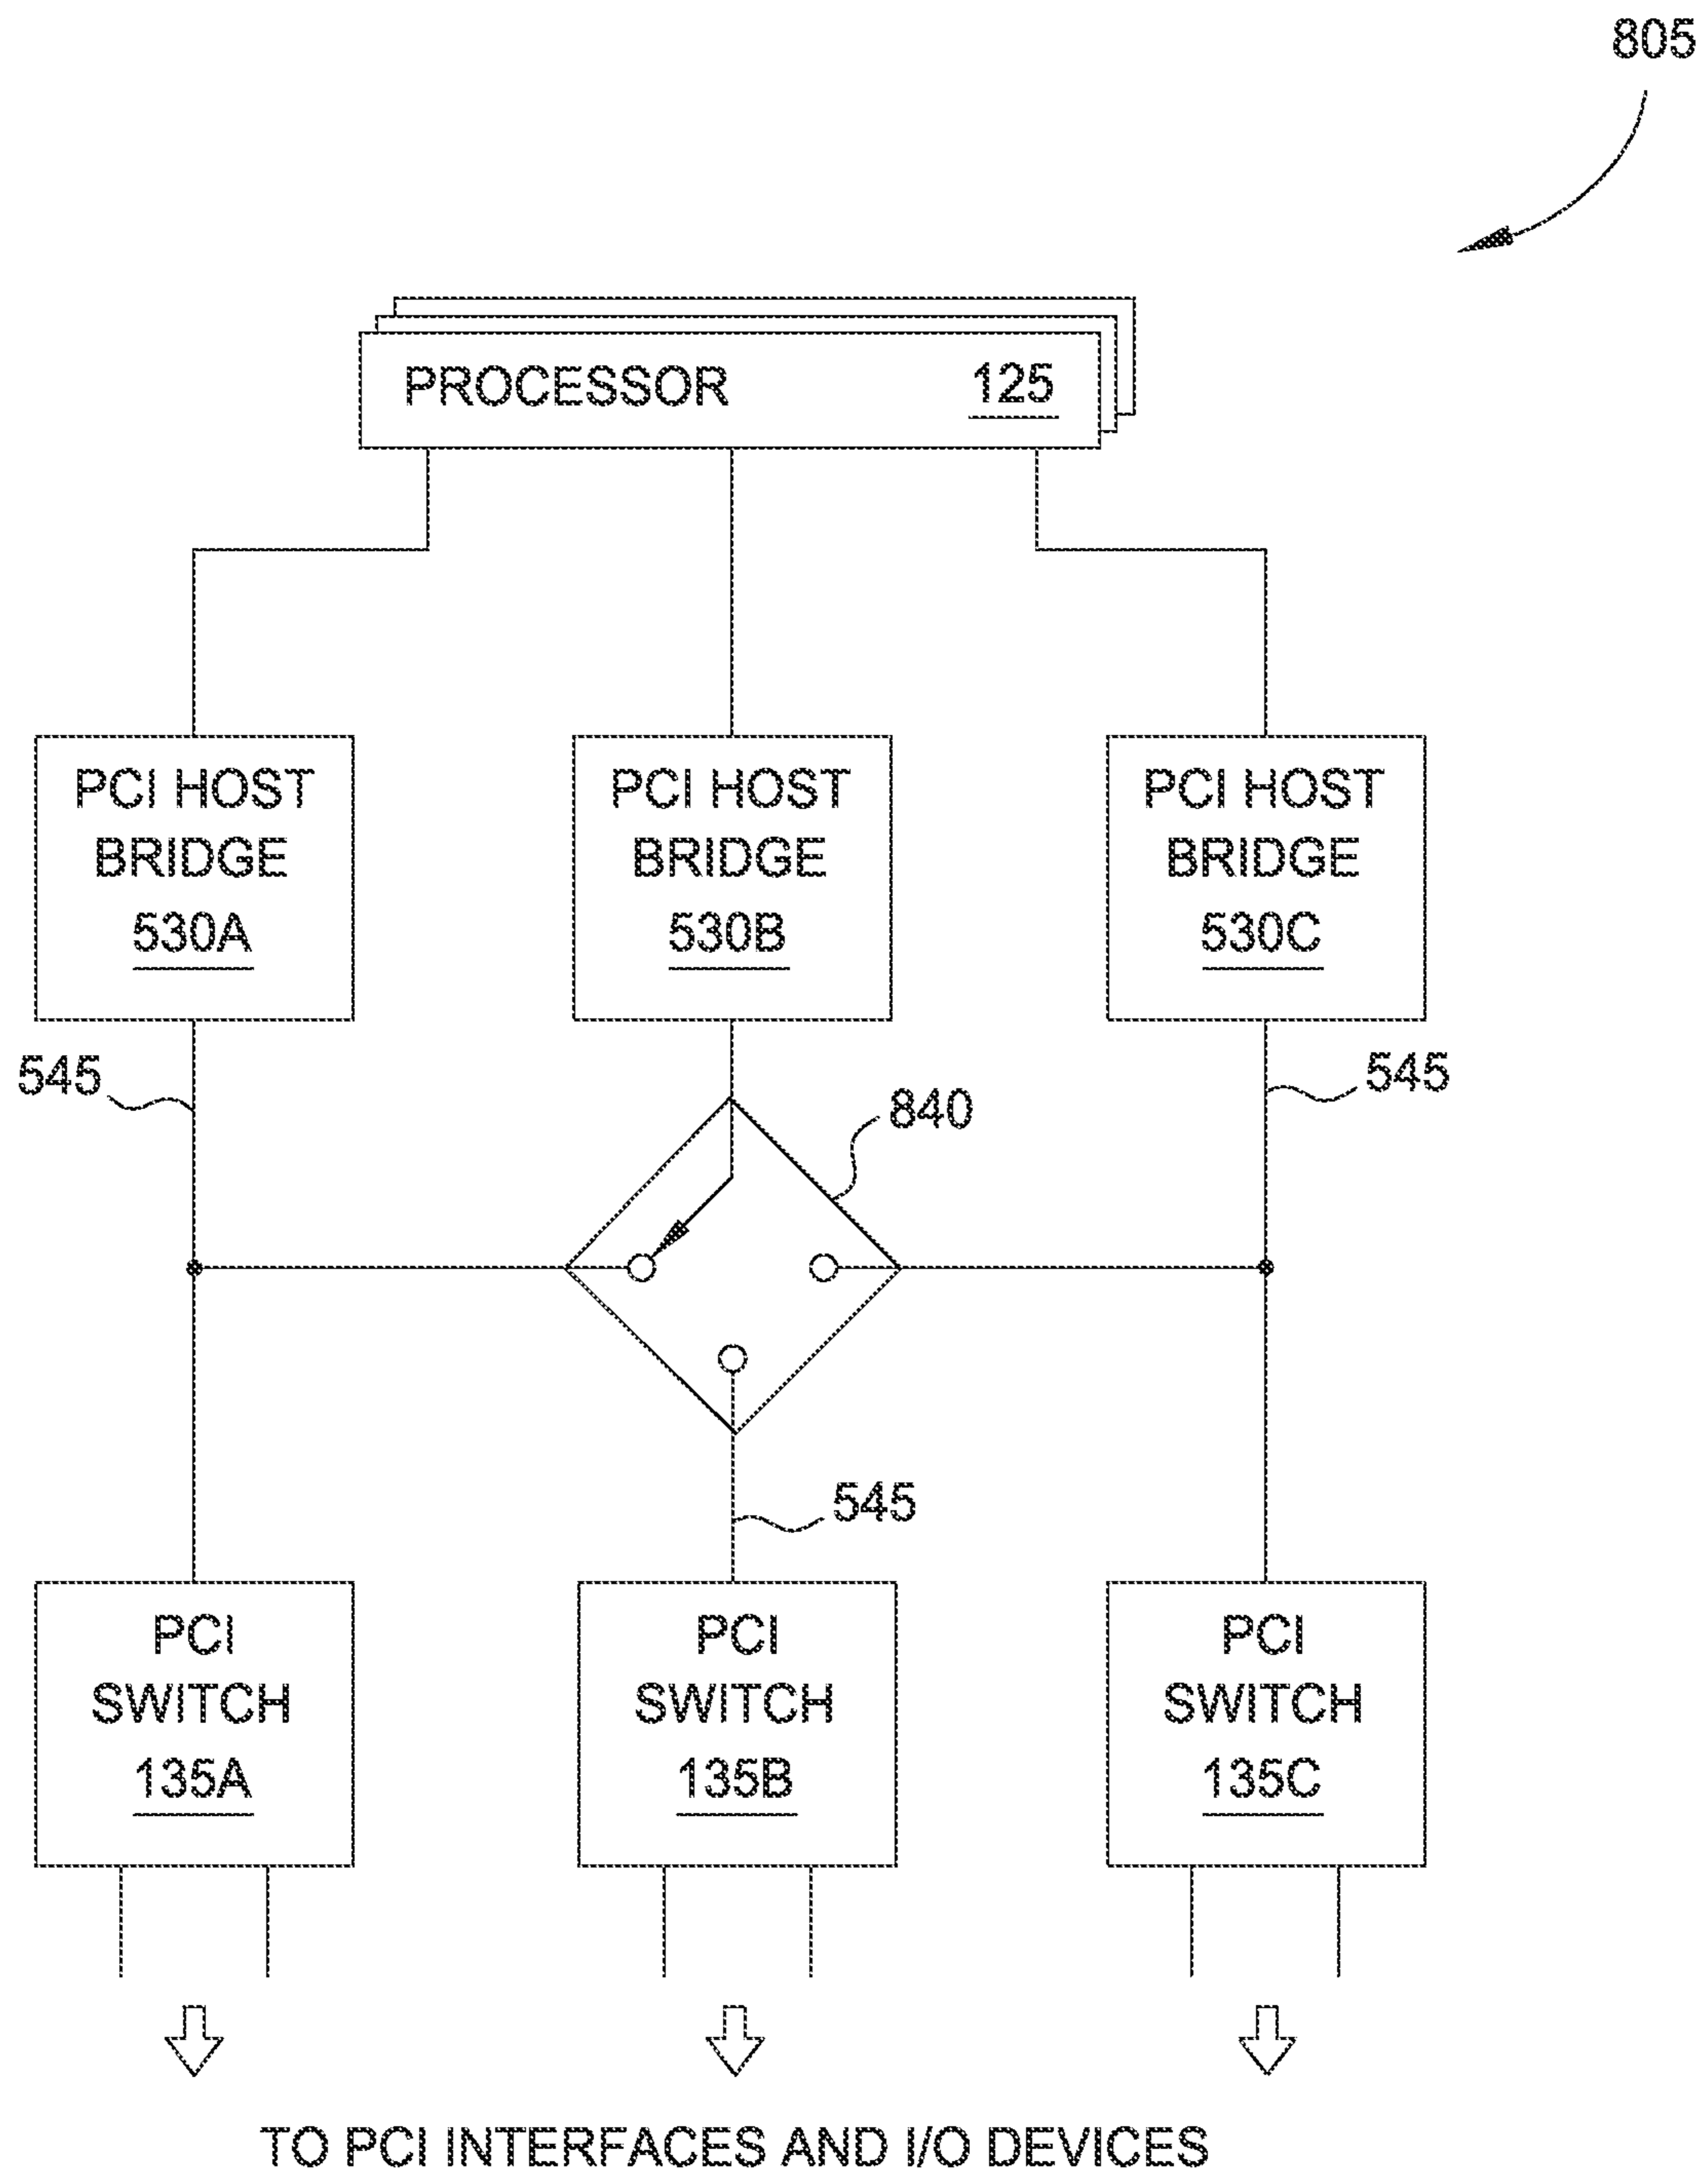 805
PROCESSOR 125
PCI HOST
BRIDGE
530A
PCI HOST
BRIDGE
530B
PCI HOST
BRIDGE
530C
545
840
545
545
PCI
SWITCH
135A
PCI
SWITCH
135B
PCI
SWITCH
135C
TO PCI INTERFACES AND I/O DEVICES